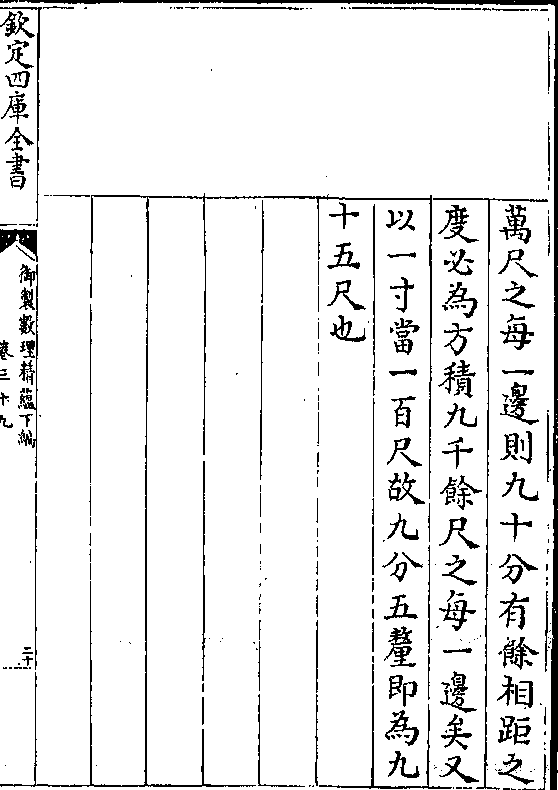 萬尺之每一邊則九十分有餘相距之
度必為方積九千餘尺之每一邊矣又
以一寸當一百尺故九分五釐即為九
十五尺也
欽定四庫全書
御製數理精蘊下編
卷三十九
二十